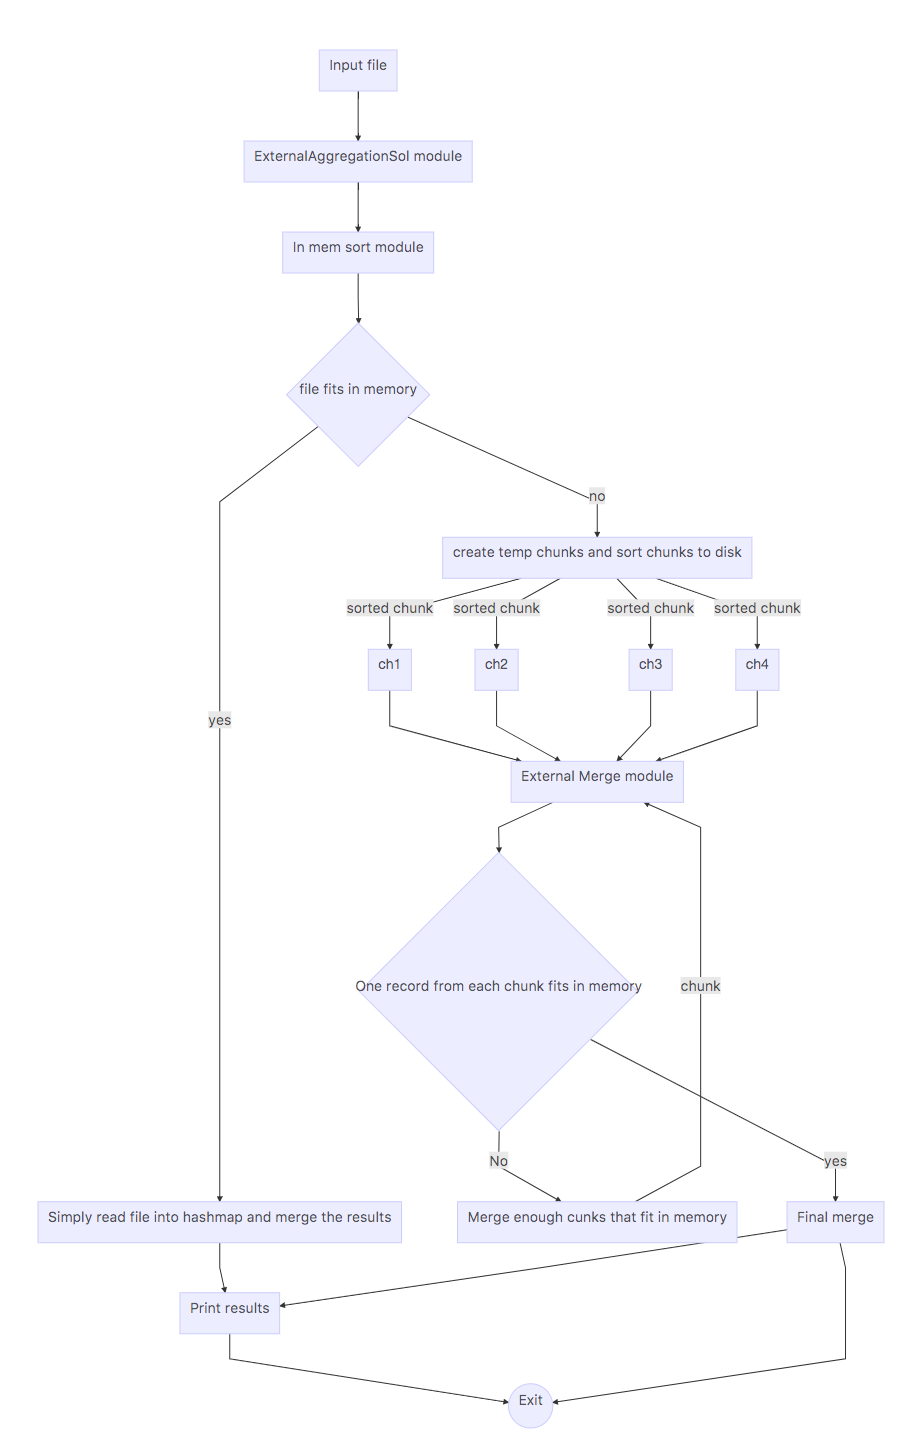 Input file
ExternalAggregationSol module
In mem sort module
file fits in memory
no
create temp chunks and sort chunks to disk
sorted chunk
sorted chunk
sorted chunk
sorted chunk
ch1
ch2
ch3
ch4
yes
External Merge module
One record from each chunk fits in memory
chunk
No
yes
Simply read file into hashmap and merge the results
Merge enough cunks that fit in memory
Final merge
Print results
Exit